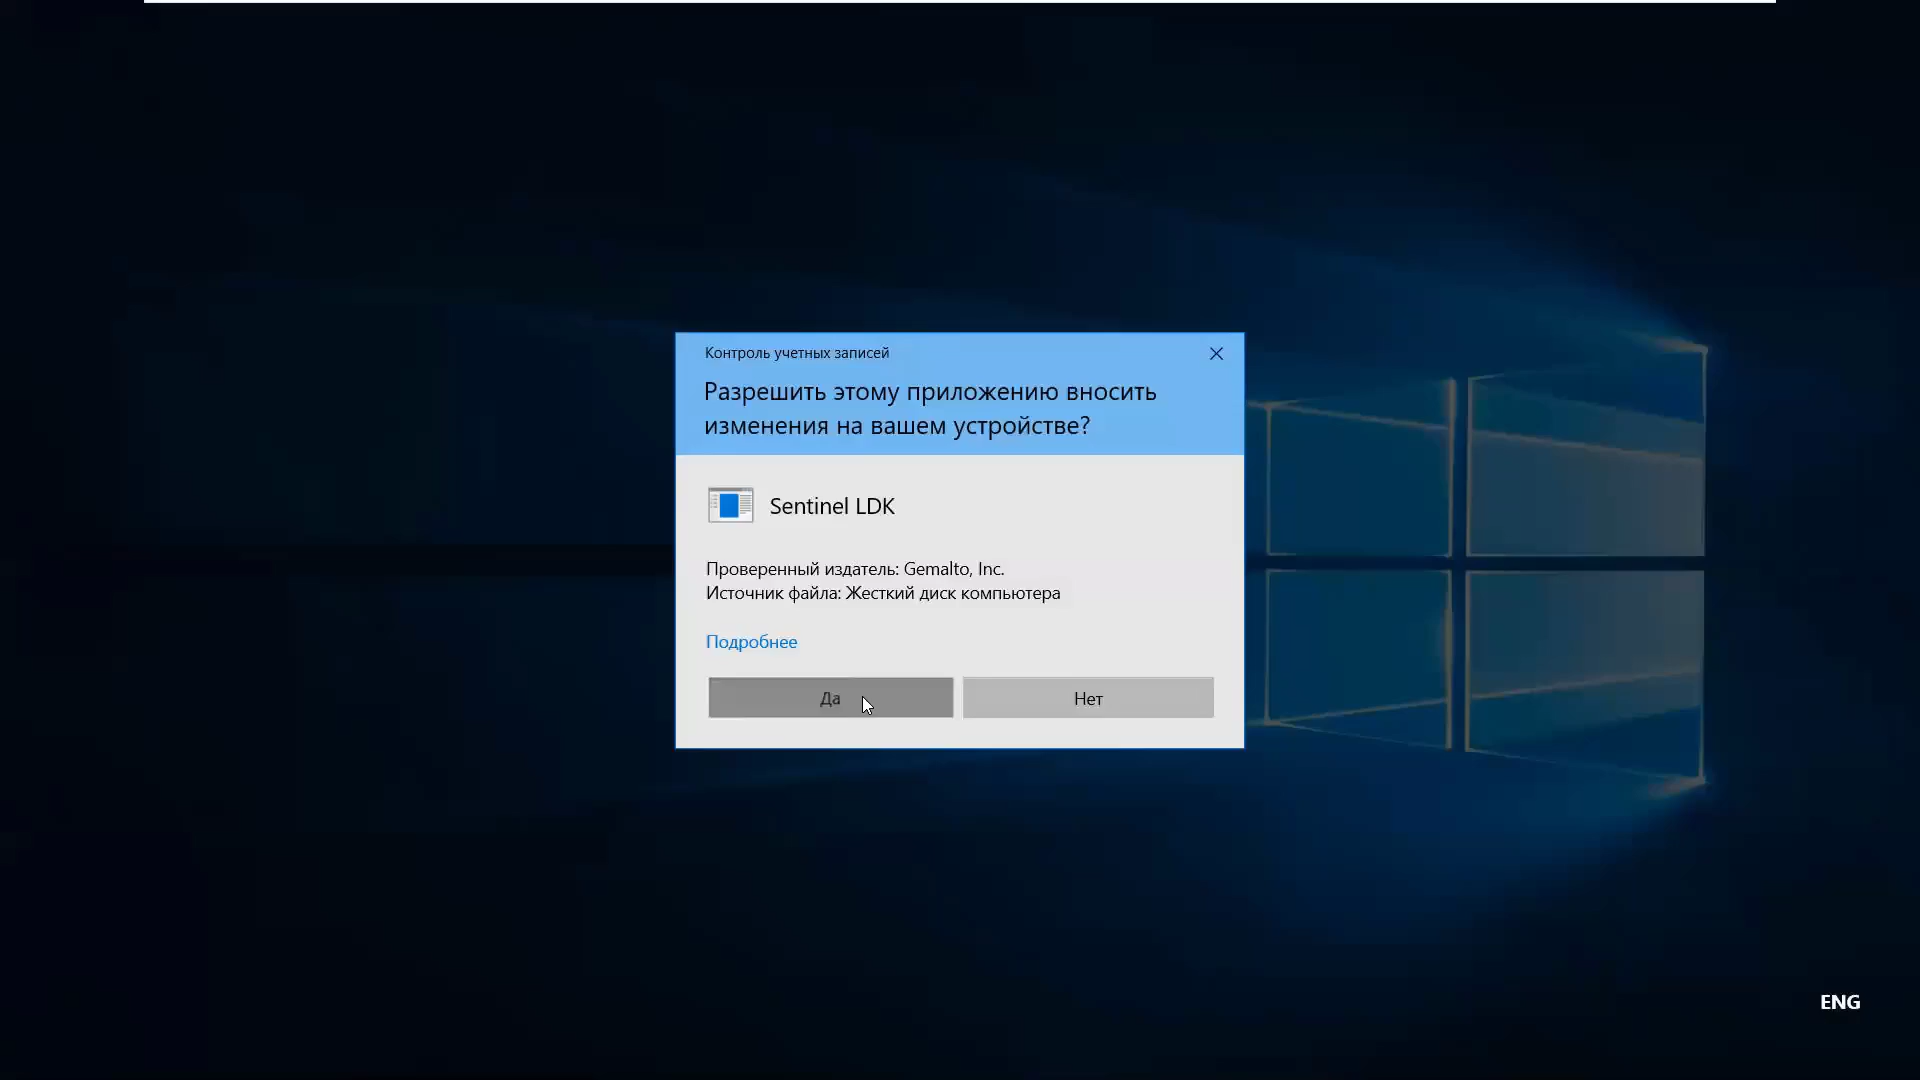 Контроль учетных записей
Разрешить этому приложению вносить
изменения на вашем устройстве?
Sentinel LDK
Проверенный издатель: Gemalto, Inc.
Источник файла: Жесткий диск компьютера
Подробнее
Да
Нет
ENG